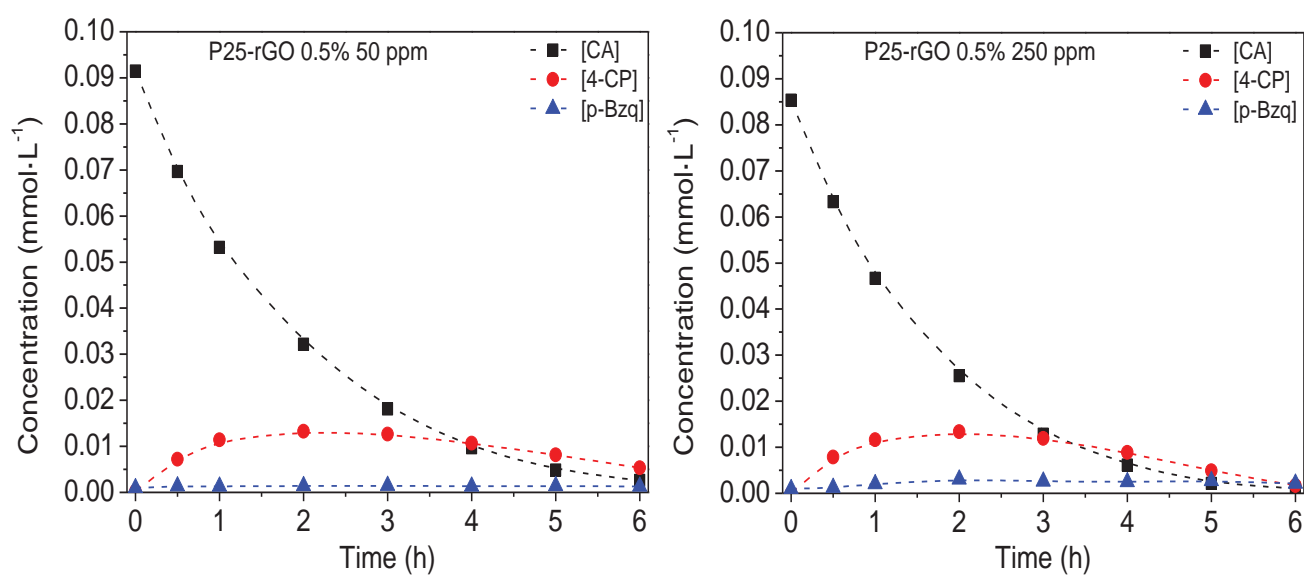 P25-rGO 0.5% 50 ppm
[CA]
[4-CP]
[p-Bzq]
0.10
0.09
0.08
0.07
0.06
0.05
0.04
0.03
0.02
0.01
0.00
Concentration (mmol·L⁻¹)
0 1 2 3 4 5 6
Time (h)
P25-rGO 0.5% 250 ppm
[CA]
[4-CP]
[p-Bzq]
0.10
0.09
0.08
0.07
0.06
0.05
0.04
0.03
0.02
0.01
0.00
Concentration (mmol·L⁻¹)
0 1 2 3 4 5 6
Time (h)